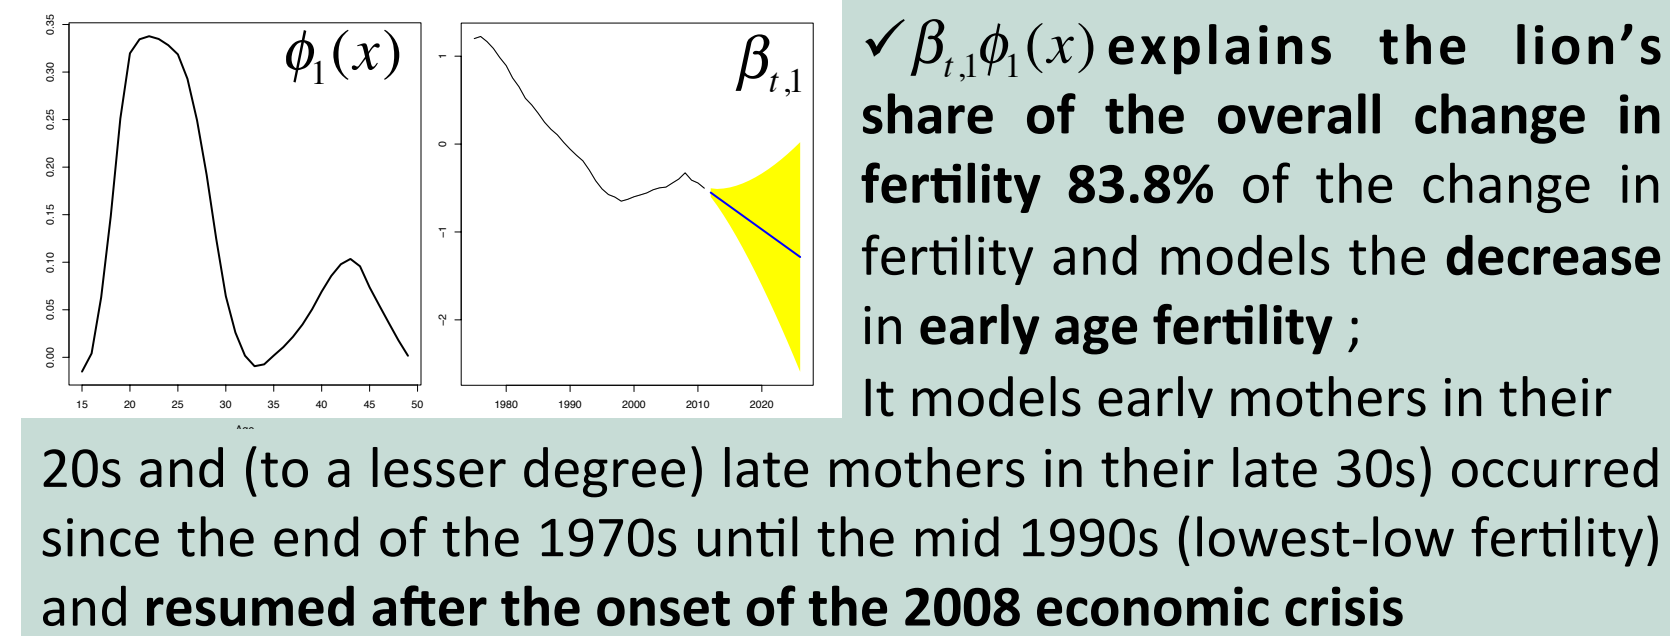 ϕ₁(x)
0.35
0.30
0.25
0.20
0.15
0.10
0.05
0.00
15 20 25 30 35 40 45 50
β_{t,1}
1
0
−1
−2
1980 1990 2000 2010 2020
✓β_{t,1}ϕ₁(x) explains the lion’s
share of the overall change in
fertility 83.8% of the change in
fertility and models the decrease
in early age fertility ;
It models early mothers in their
20s and (to a lesser degree) late mothers in their late 30s) occurred
since the end of the 1970s until the mid 1990s (lowest-low fertility)
and resumed after the onset of the 2008 economic crisis